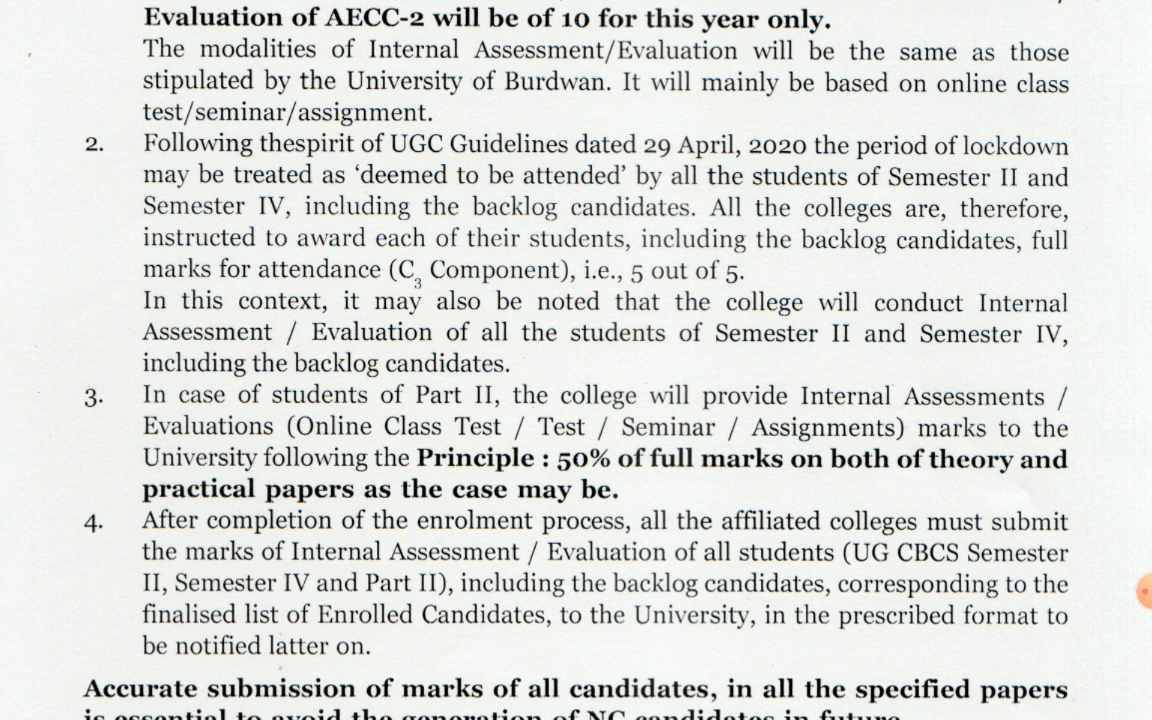 Evaluation of AECC-2 will be of 10 for this year only.
The modalities of Internal Assessment/Evaluation will be the same as those
stipulated by the University of Burdwan. It will mainly be based on online class
test/seminar/assignment.
2. Following thespirit of UGC Guidelines dated 29 April, 2020 the period of lockdown
may be treated as ‘deemed to be attended’ by all the students of Semester II and
Semester IV, including the backlog candidates. All the colleges are, therefore,
instructed to award each of their students, including the backlog candidates, full
marks for attendance (C3 Component), i.e., 5 out of 5.
In this context, it may also be noted that the college will conduct Internal
Assessment / Evaluation of all the students of Semester II and Semester IV,
including the backlog candidates.
3. In case of students of Part II, the college will provide Internal Assessments /
Evaluations (Online Class Test / Test / Seminar / Assignments) marks to the
University following the Principle : 50% of full marks on both of theory and
practical papers as the case may be.
4. After completion of the enrolment process, all the affiliated colleges must submit
the marks of Internal Assessment / Evaluation of all students (UG CBCS Semester
II, Semester IV and Part II), including the backlog candidates, corresponding to the
finalised list of Enrolled Candidates, to the University, in the prescribed format to
be notified latter on.
Accurate submission of marks of all candidates, in all the specified papers
is essential to avoid the generation of NC candidates in future.